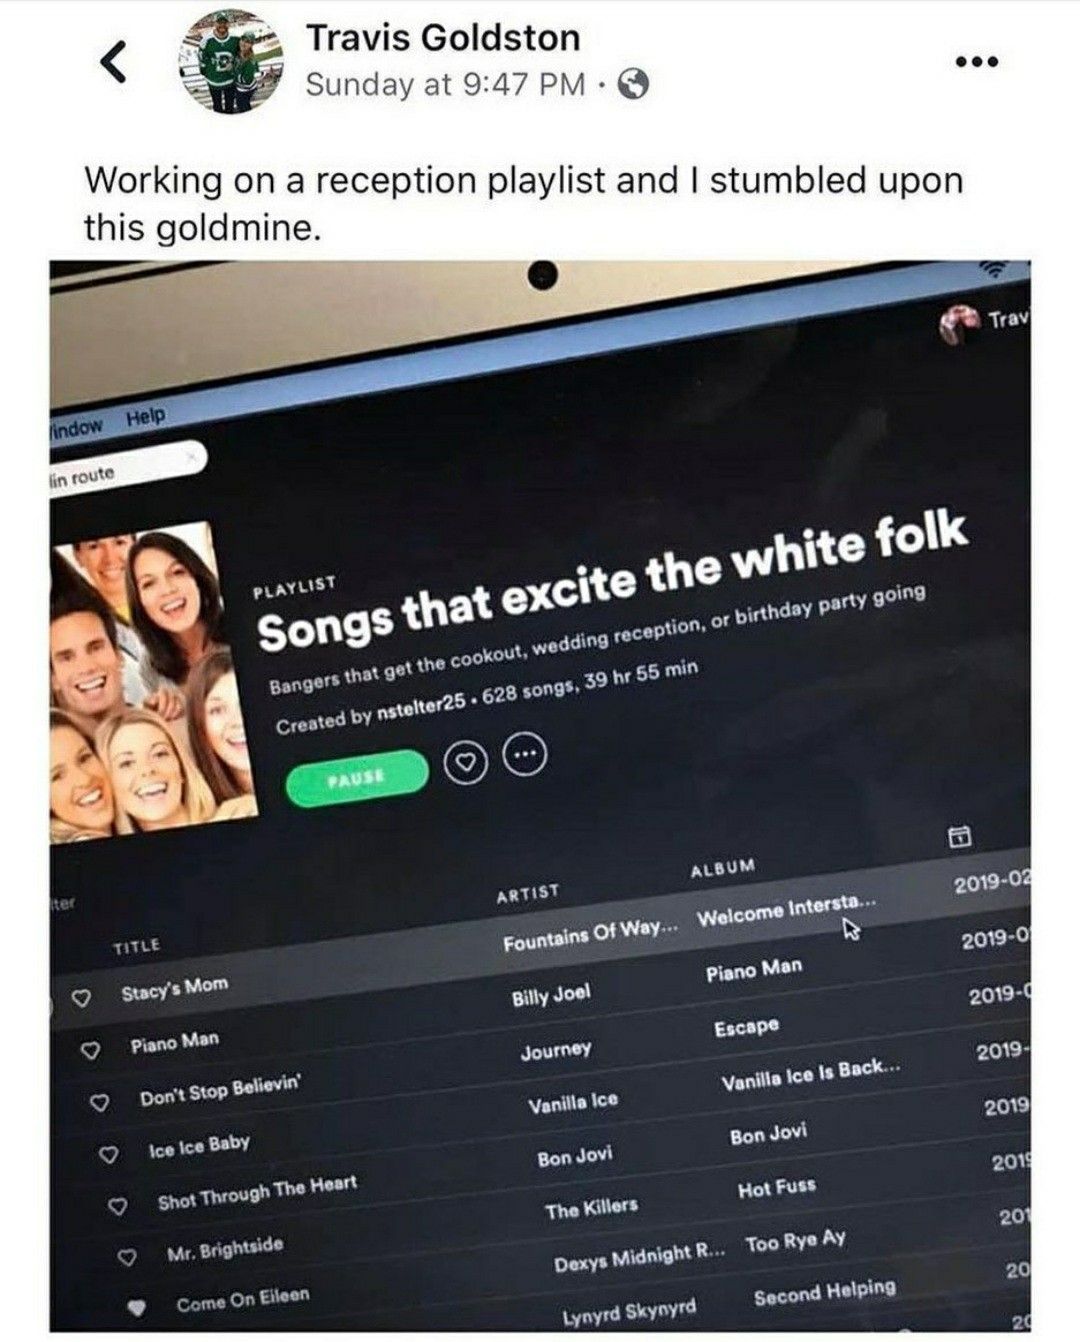 Travis Goldston
Sunday at 9:47 PM ·
Working on a reception playlist and I stumbled upon
this goldmine.
Trav
indow Help
in route
PLAYLIST
Songs that excite the white folk
Bangers that get the cookout, wedding reception, or birthday party going
Created by nstelter25 • 628 songs, 39 hr 55 min
PAUSE
ter
TITLE ARTIST ALBUM
Stacy's Mom Fountains Of Way... Welcome Intersta... 2019-02
Piano Man Billy Joel Piano Man 2019-0
Don't Stop Believin' Journey Escape 2019-0
Ice Ice Baby Vanilla Ice Vanilla Ice Is Back... 2019-
Shot Through The Heart Bon Jovi Bon Jovi 2019
Mr. Brightside The Killers Hot Fuss 2019
Come On Eileen Dexys Midnight R... Too Rye Ay 201
Lynyrd Skynyrd Second Helping 20
20